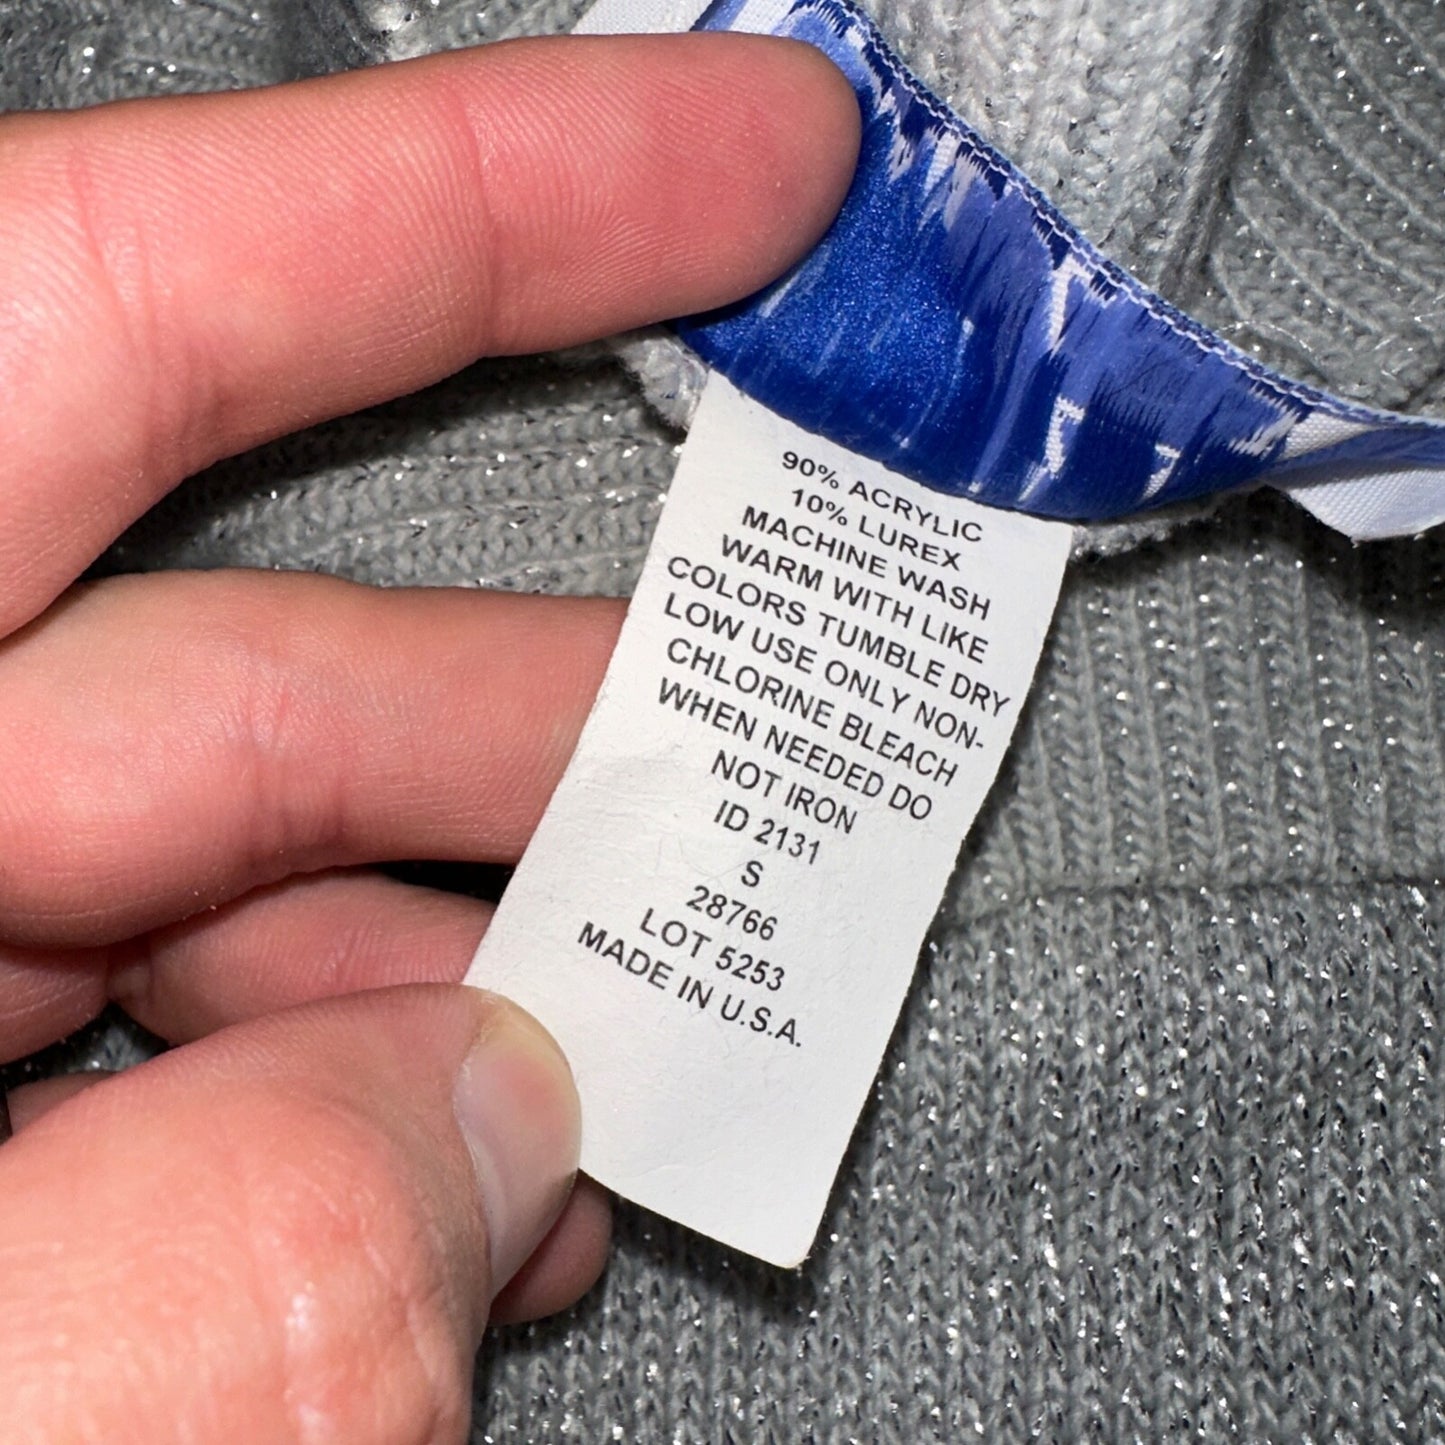 90% ACRYLIC
10% LUREX
MACHINE WASH
WARM WITH LIKE
COLORS TUMBLE DRY
LOW USE ONLY NON-
CHLORINE BLEACH
WHEN NEEDED DO
NOT IRON
ID 2131
S
28766
LOT 5253
MADE IN U.S.A.